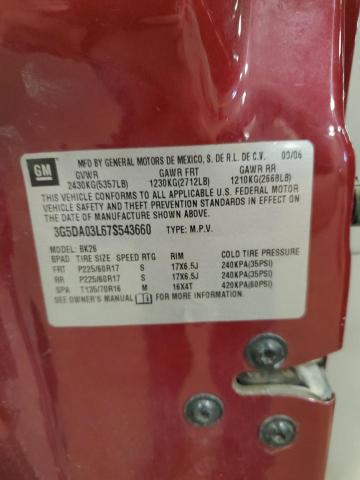 GM
MFD BY GENERAL MOTORS DE MEXICO, S. DE R.L. DE C.V.
GVWR GAWR FRT GAWR RR
2430KG(5357LB) 1230KG(2712LB) 1210KG(2668LB)
THIS VEHICLE CONFORMS TO ALL APPLICABLE U.S. FEDERAL MOTOR
VEHICLE SAFETY AND THEFT PREVENTION STANDARDS IN EFFECT ON
THE DATE OF MANUFACTURE SHOWN ABOVE.
3G5DA03L67S543660 TYPE: M.P.V.
MODEL: BK26
BPAD TIRE SIZE SPEED RTG RIM COLD TIRE PRESSURE
FRT P225/60R17 S 17X6.5J 240KPA(35PSI)
RR P225/60R17 S 17X6.5J 240KPA(35PSI)
SPA T135/70R16 M 16X4T 420KPA(60PSI)
SEE OWNER'S MANUAL FOR MORE INFORMATION.